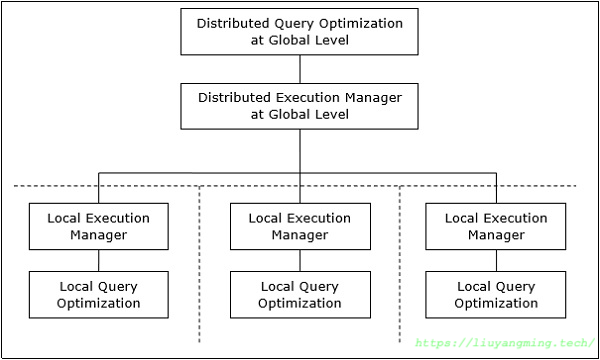 Distributed Query Optimization
at Global Level
Distributed Execution Manager
at Global Level
Local Execution
Manager
Local Execution
Manager
Local Execution
Manager
Local Query
Optimization
Local Query
Optimization
Local Query
Optimization
https://liuyangming.tech/